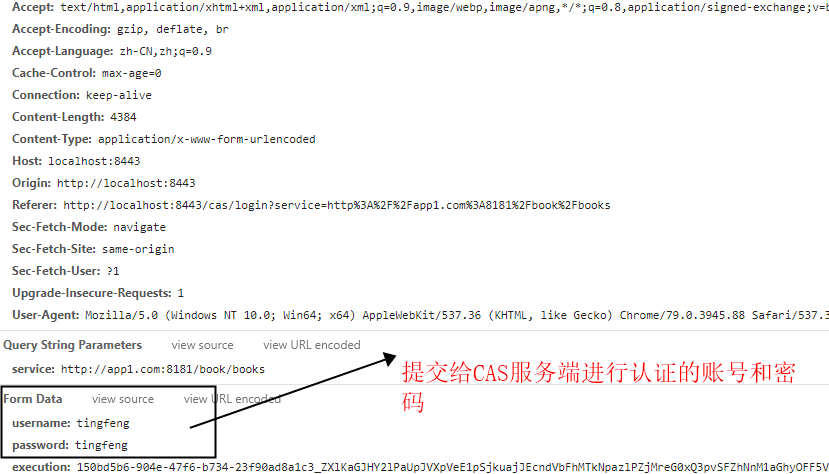 Accept: text/html,application/xhtml+xml,application/xml;q=0.9,image/webp,image/apng,*/*;q=0.8,application/signed-exchange;v=b
Accept-Encoding: gzip, deflate, br
Accept-Language: zh-CN,zh;q=0.9
Cache-Control: max-age=0
Connection: keep-alive
Content-Length: 4384
Content-Type: application/x-www-form-urlencoded
Host: localhost:8443
Origin: http://localhost:8443
Referer: http://localhost:8443/cas/login?service=http%3A%2F%2Fapp1.com%3A8181%2Fbook%2Fbooks
Sec-Fetch-Mode: navigate
Sec-Fetch-Site: same-origin
Sec-Fetch-User: ?1
Upgrade-Insecure-Requests: 1
User-Agent: Mozilla/5.0 (Windows NT 10.0; Win64; x64) AppleWebKit/537.36 (KHTML, like Gecko) Chrome/79.0.3945.88 Safari/537.3
Query String Parameters view source view URL encoded
service: http://app1.com:8181/book/books
提交给CAS服务端进行认证的账号和密
码
Form Data view source view URL encoded
username: tingfeng
password: tingfeng
execution: 150bd5b6-904e-47f6-b734-23f90ad8a1c3_ZXlKaGJHY2lPaUpJVXpVeE1pSjkuajJEcndVbFhMTkNpazlPZjMreG0xQ3pvSFZhNnM1aGhyOFF5V